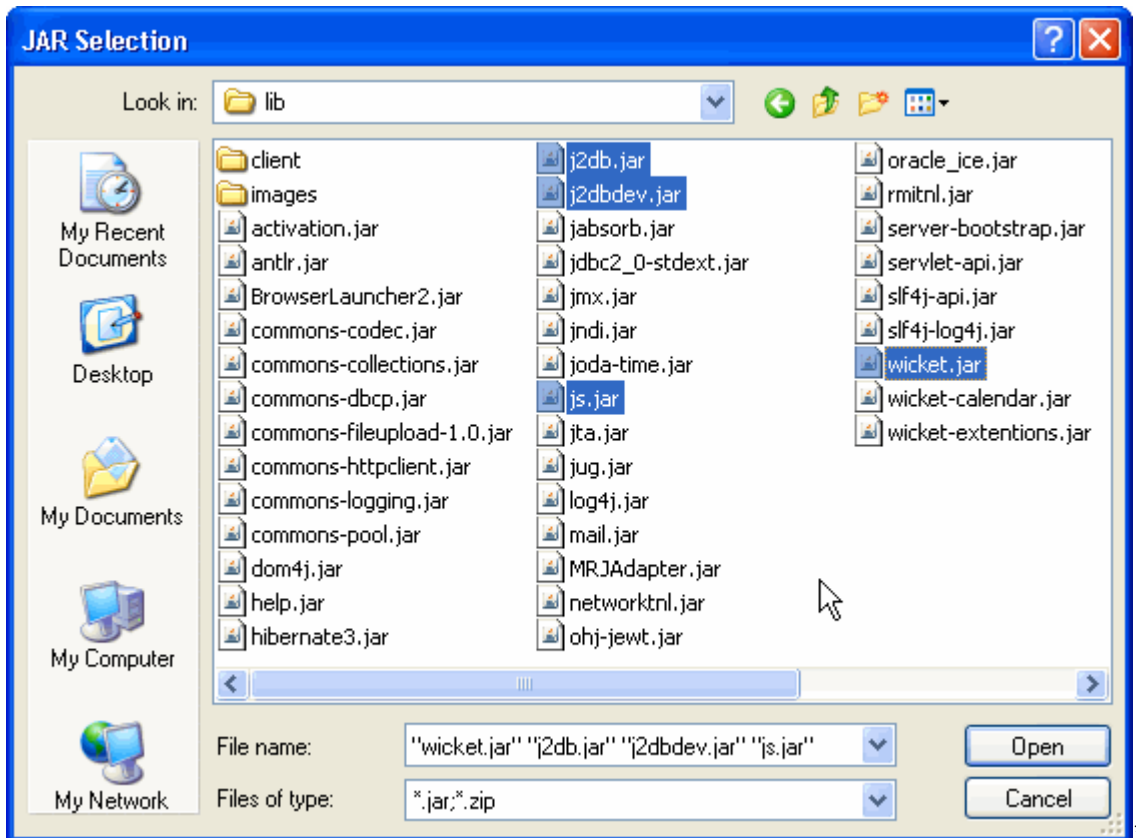 JAR Selection
Look in: lib
My Recent
Documents
Desktop
My Documents
My Computer
My Network
client
images
activation.jar
antlr.jar
BrowserLauncher2.jar
commons-codec.jar
commons-collections.jar
commons-dbcp.jar
commons-fileupload-1.0.jar
commons-httpclient.jar
commons-logging.jar
commons-pool.jar
dom4j.jar
help.jar
hibernate3.jar
j2db.jar
j2dbdev.jar
jabsorb.jar
jdbc2_0-stdext.jar
jmx.jar
jndi.jar
joda-time.jar
js.jar
jta.jar
jug.jar
log4j.jar
mail.jar
MRJAdapter.jar
networktnl.jar
ohj-jewt.jar
oracle_ice.jar
rmitnl.jar
server-bootstrap.jar
servlet-api.jar
slf4j-api.jar
slf4j-log4j.jar
wicket.jar
wicket-calendar.jar
wicket-extentions.jar
File name: "wicket.jar" "j2db.jar" "j2dbdev.jar" "js.jar" Open
Files of type: *.jar;*.zip Cancel